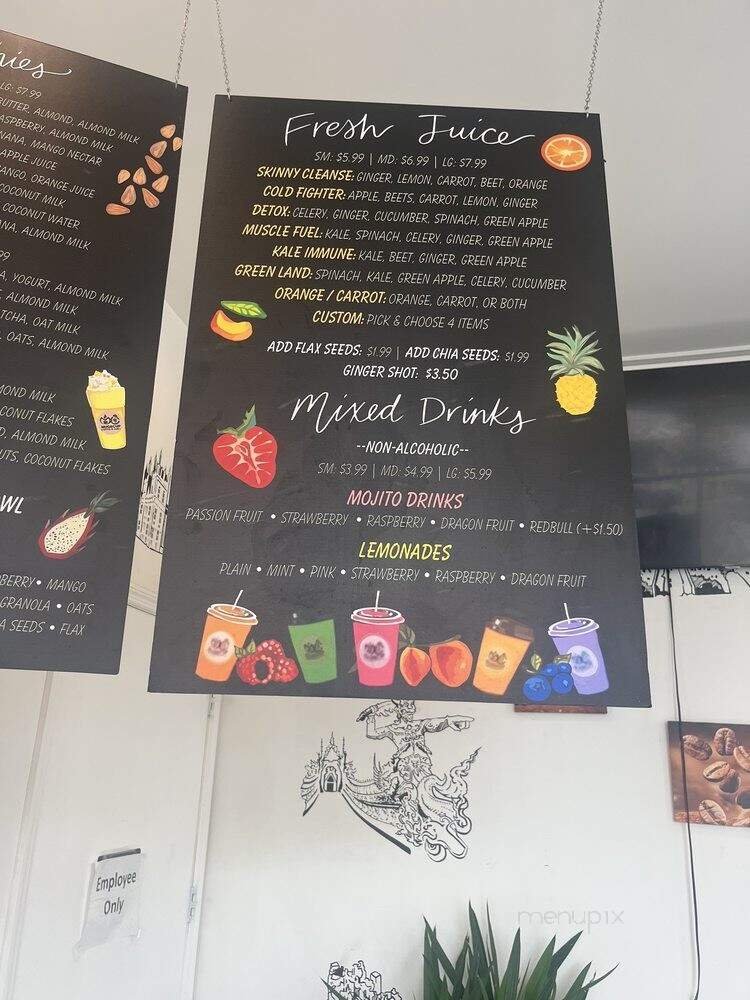 LG: $7.99
BUTTER, ALMOND, ALMOND MILK
RASPBERRY, ALMOND MILK
MANGO NECTAR
APPLE JUICE
MANGO, ORANGE JUICE
COCONUT MILK
COCONUT WATER
ALMOND MILK
YOGURT, ALMOND MILK
ALMOND MILK
OAT MILK
OATS, ALMOND MILK
ALMOND MILK
COCONUT FLAKES
ALMOND MILK
COCONUT FLAKES
MANGO
GRANOLA • OATS
SEEDS • FLAX
Fresh Juice
SM: $5.99 | MD: $6.99 | LG: $7.99
SKINNY CLEANSE: GINGER, LEMON, CARROT, BEET, ORANGE
COLD FIGHTER: APPLE, BEETS, CARROT, LEMON, GINGER
DETOX: CELERY, GINGER, CUCUMBER, SPINACH, GREEN APPLE
MUSCLE FUEL: KALE, SPINACH, CELERY, GINGER, GREEN APPLE
KALE IMMUNE: KALE, BEET, GINGER, GREEN APPLE
GREEN LAND: SPINACH, KALE, GREEN APPLE, CELERY, CUCUMBER
ORANGE / CARROT: ORANGE, CARROT, OR BOTH
CUSTOM: PICK & CHOOSE 4 ITEMS
ADD FLAX SEEDS: $1.99 | ADD CHIA SEEDS: $1.99
GINGER SHOT: $3.50
Mixed Drinks
--NON-ALCOHOLIC--
SM: $3.99 | MD: $4.99 | LG: $5.99
MOJITO DRINKS
PASSION FRUIT • STRAWBERRY • RASPBERRY • DRAGON FRUIT • REDBULL (+$1.50)
LEMONADES
PLAIN • MINT • PINK • STRAWBERRY • RASPBERRY • DRAGON FRUIT
Employee
Only
menupix